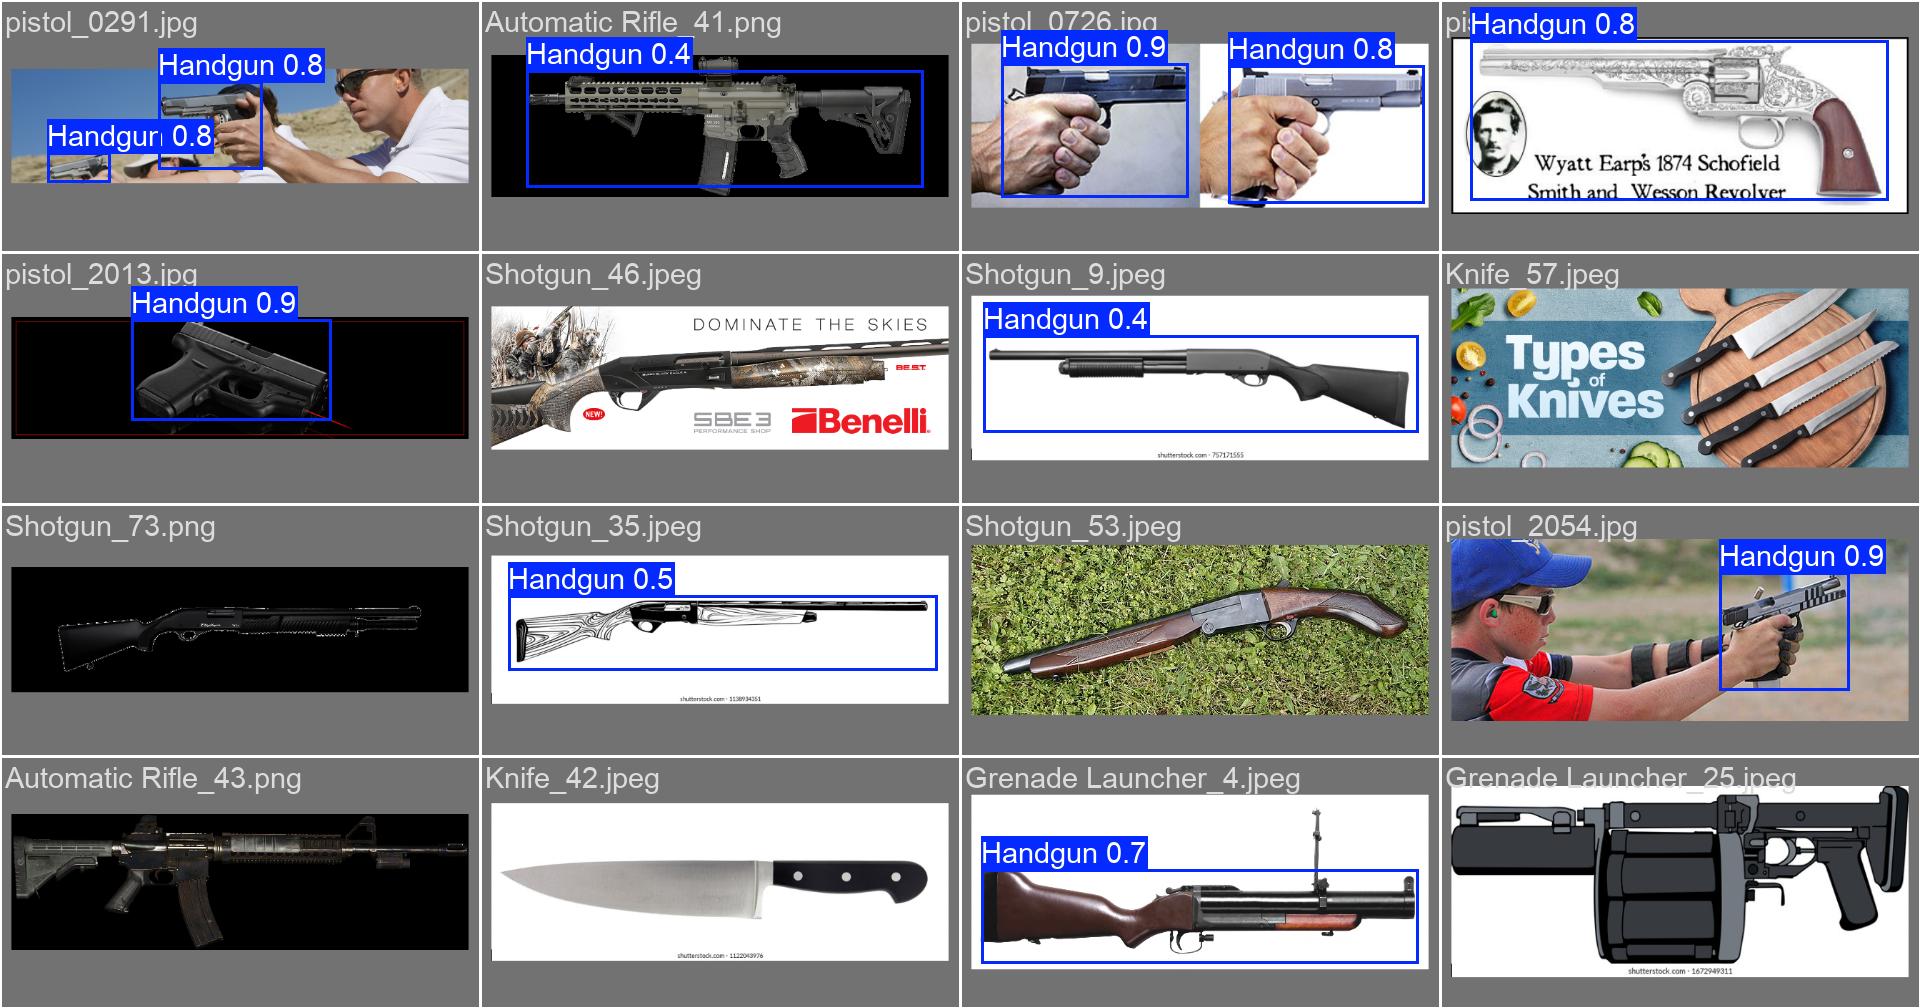 pistol_0291.jpg
Handgun 0.8
Handgun 0.8
Automatic Rifle_41.png
Handgun 0.4
pistol_0726.jpg
Handgun 0.9
Handgun 0.8
Handgun 0.8
Wyatt Earp's 1874 Schofield
Smith and Wesson Revolver
pistol_2013.jpg
Handgun 0.9
Shotgun_46.jpeg
DOMINATE THE SKIES
BE.S.T.
NEW!
SBE3
PERFORMANCE SHOP
Benelli
Shotgun_9.jpeg
Handgun 0.4
shutterstock.com · 757171555
Knife_57.jpeg
Types
of
Knives
Shotgun_73.png
Shotgun_35.jpeg
Handgun 0.5
shutterstock.com · 1138934351
Shotgun_53.jpeg
pistol_2054.jpg
Handgun 0.9
Automatic Rifle_43.png
Knife_42.jpeg
shutterstock.com · 1122043976
Grenade Launcher_4.jpeg
Handgun 0.7
Grenade Launcher_25.jpeg
shutterstock.com · 1672949311